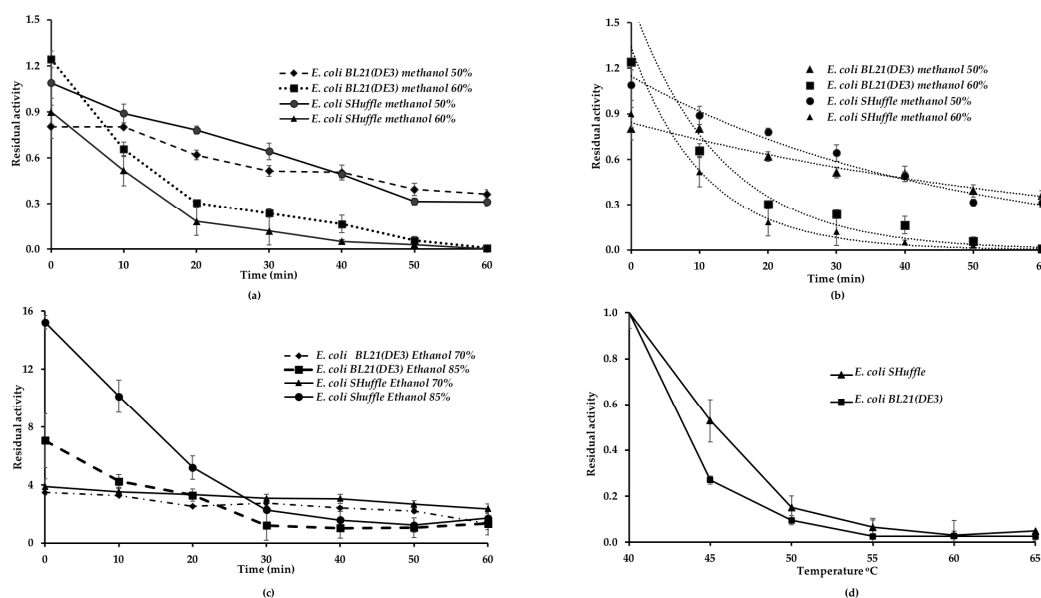 1.5
1.2
0.9
0.6
0.3
0.0
Residual activity
E. coli BL21(DE3) methanol 50%
E. coli BL21(DE3) methanol 60%
E. coli SHuffle methanol 50%
E. coli SHuffle methanol 60%
0 10 20 30 40 50 60
Time (min)
(a)
1.5
1.2
0.9
0.6
0.3
0.0
Residual activity
E. coli BL21(DE3) methanol 50%
E. coli BL21(DE3) methanol 60%
E. coli SHuffle methanol 50%
E. coli SHuffle methanol 60%
0 10 20 30 40 50 60
Time (min)
(b)
16
12
8
4
0
Residual activity
E. coli BL21(DE3) Ethanol 70%
E. coli BL21(DE3) Ethanol 85%
E. coli SHuffle Ethanol 70%
E. coli Shuffle Ethanol 85%
0 10 20 30 40 50 60
Time (min)
(c)
1.0
0.8
0.6
0.4
0.2
0.0
Residual activity
E. coli SHuffle
E. coli BL21(DE3)
40 45 50 55 60 65
Temperature ºC
(d)